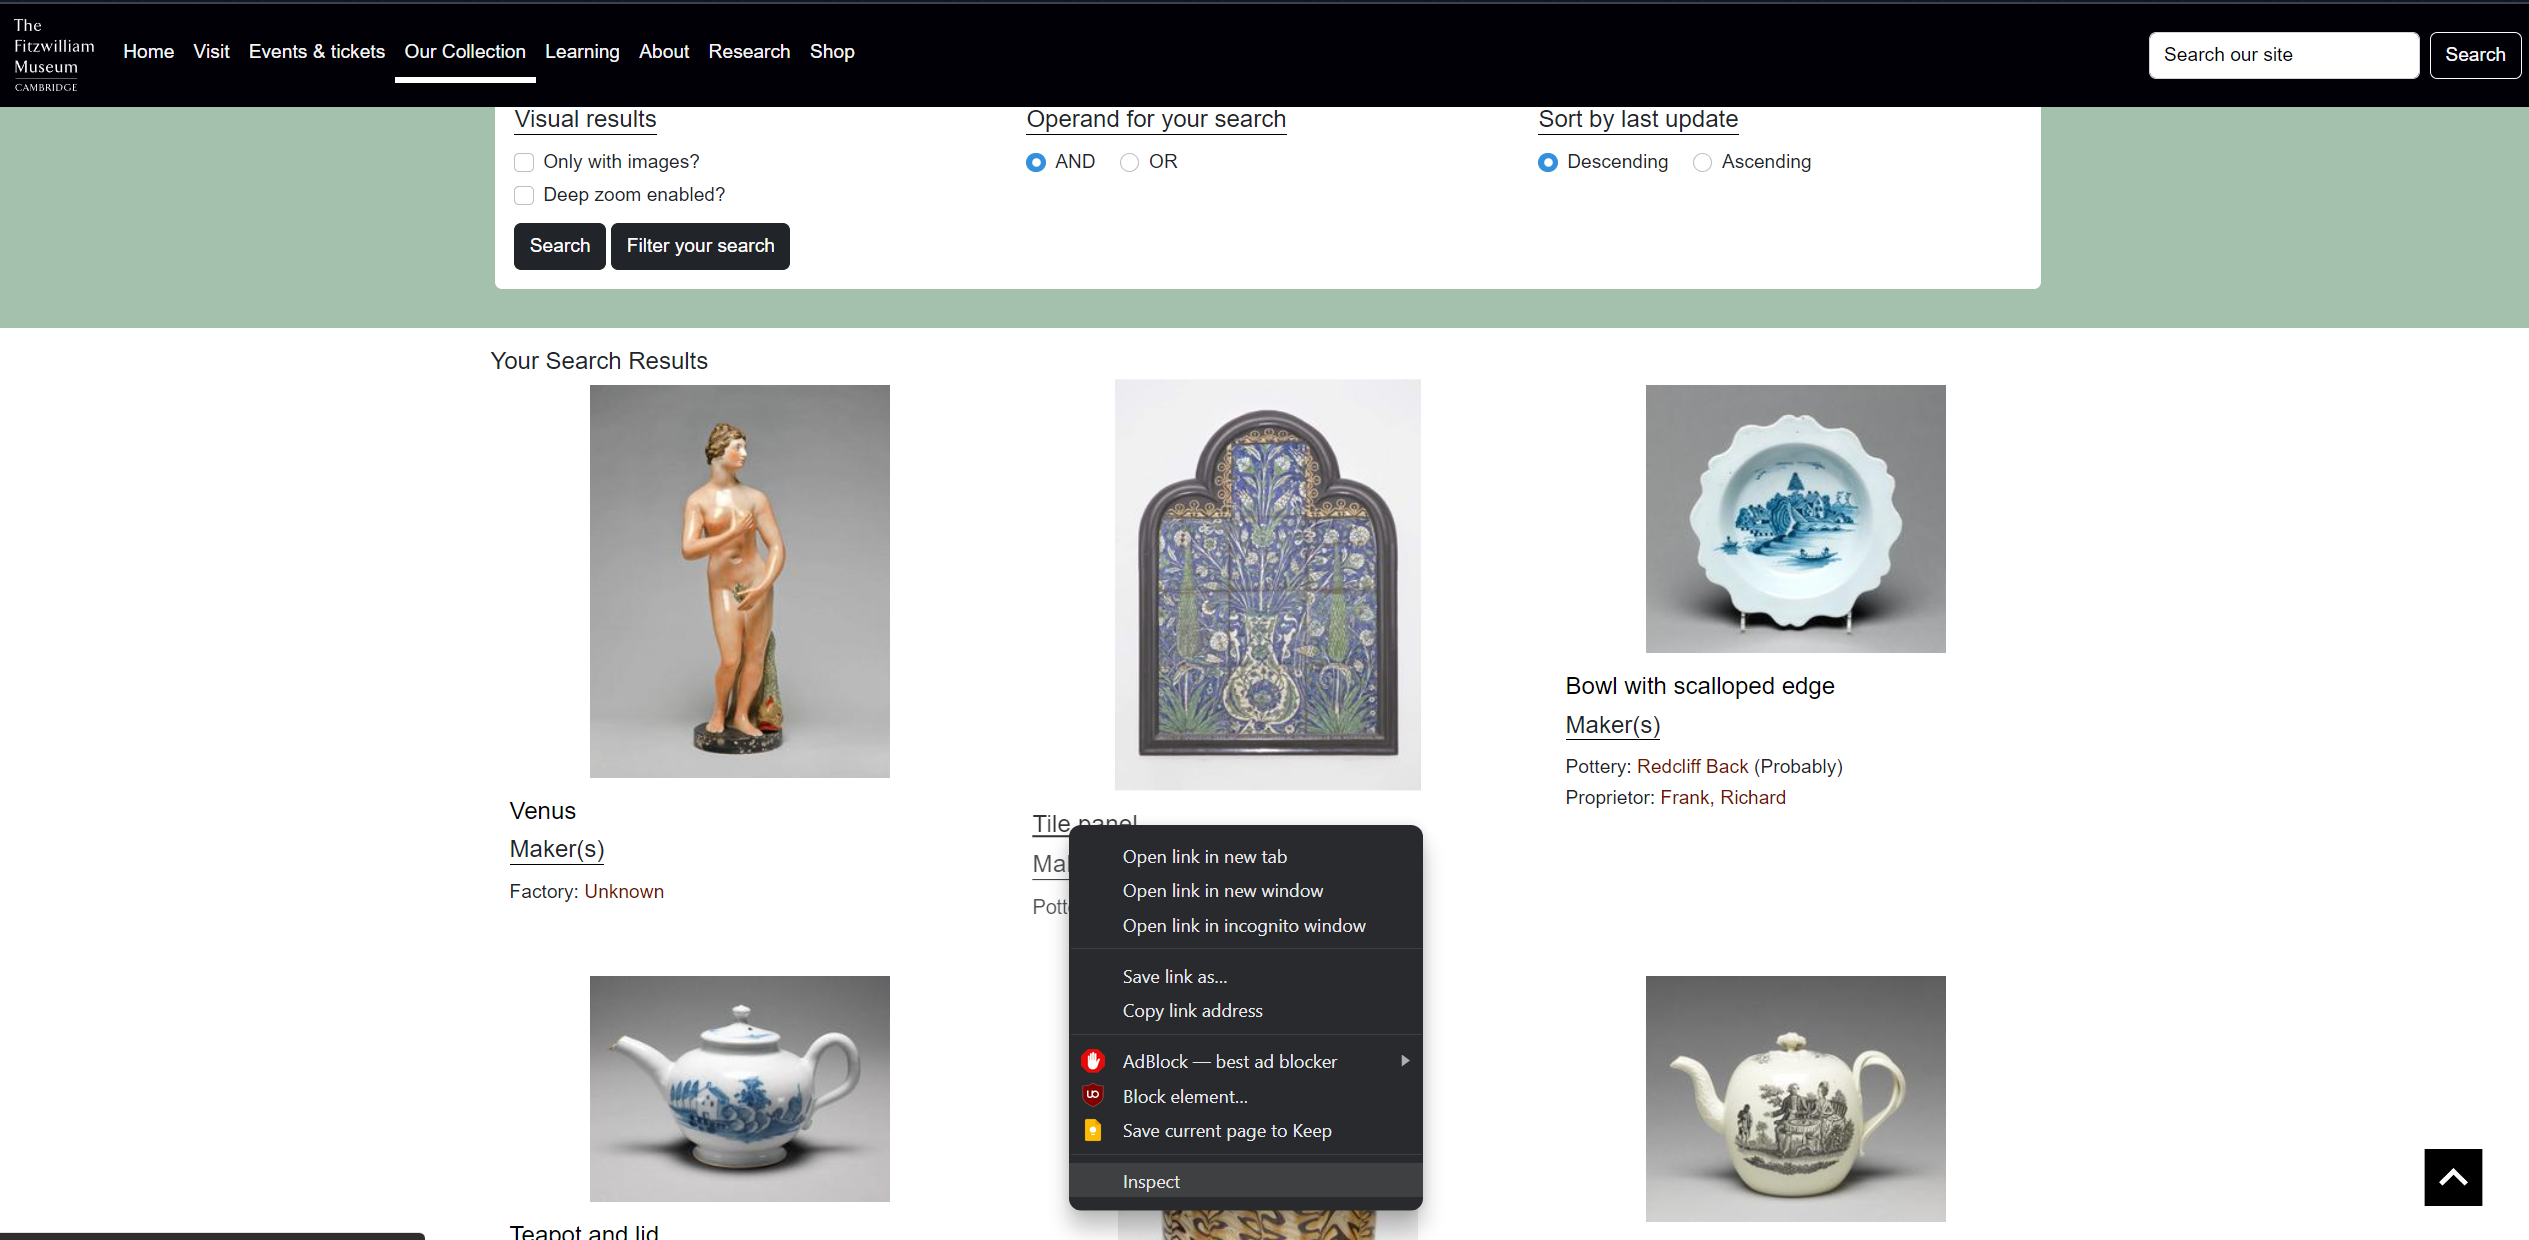 The
Fitzwilliam
Museum
CAMBRIDGE
Home Visit Events & tickets Our Collection Learning About Research Shop
Search our site Search
Visual results
Only with images?
Deep zoom enabled?
Search Filter your search
Operand for your search
AND OR
Sort by last update
Descending Ascending
Your Search Results
Venus
Maker(s)
Factory: Unknown
Tile panel
Bowl with scalloped edge
Maker(s)
Pottery: Redcliff Back (Probably)
Proprietor: Frank, Richard
Open link in new tab
Open link in new window
Open link in incognito window
Save link as...
Copy link address
AdBlock — best ad blocker
Block element...
Save current page to Keep
Inspect
Teapot and lid